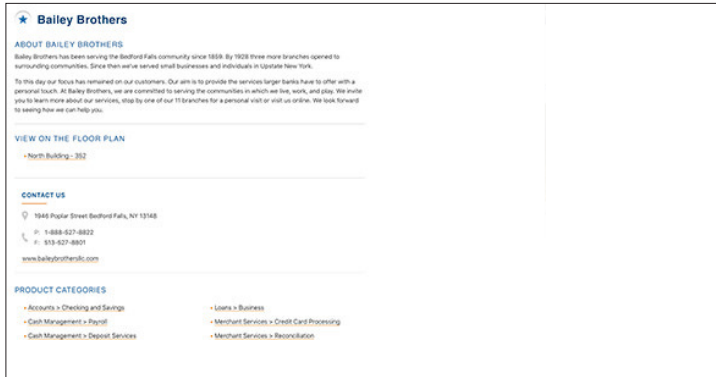 Bailey Brothers
ABOUT BAILEY BROTHERS
Bailey Brothers has been serving the Bedford Falls community since 1859. By 1928 three more branches opened to
surrounding communities. Since then we've served small businesses and individuals in Upstate New York.
To this day our focus has remained on our customers. Our aim is to provide the services larger banks have to offer with a
personal touch. At Bailey Brothers, we are committed to serving the communities in which we live, work, and play. We invite
you to learn more about our services, stop by one of our 11 branches for a personal visit or visit us online. We look forward
to seeing how we can help you.
VIEW ON THE FLOOR PLAN
North Building - 352
CONTACT US
1946 Poplar Street Bedford Falls, NY 13148
P: 1-888-527-8822
F: 513-527-8801
www.baileybrothersllc.com
PRODUCT CATEGORIES
Accounts > Checking and Savings
Loans > Business
Cash Management > Payroll
Merchant Services > Credit Card Processing
Cash Management > Deposit Services
Merchant Services > Reconciliation